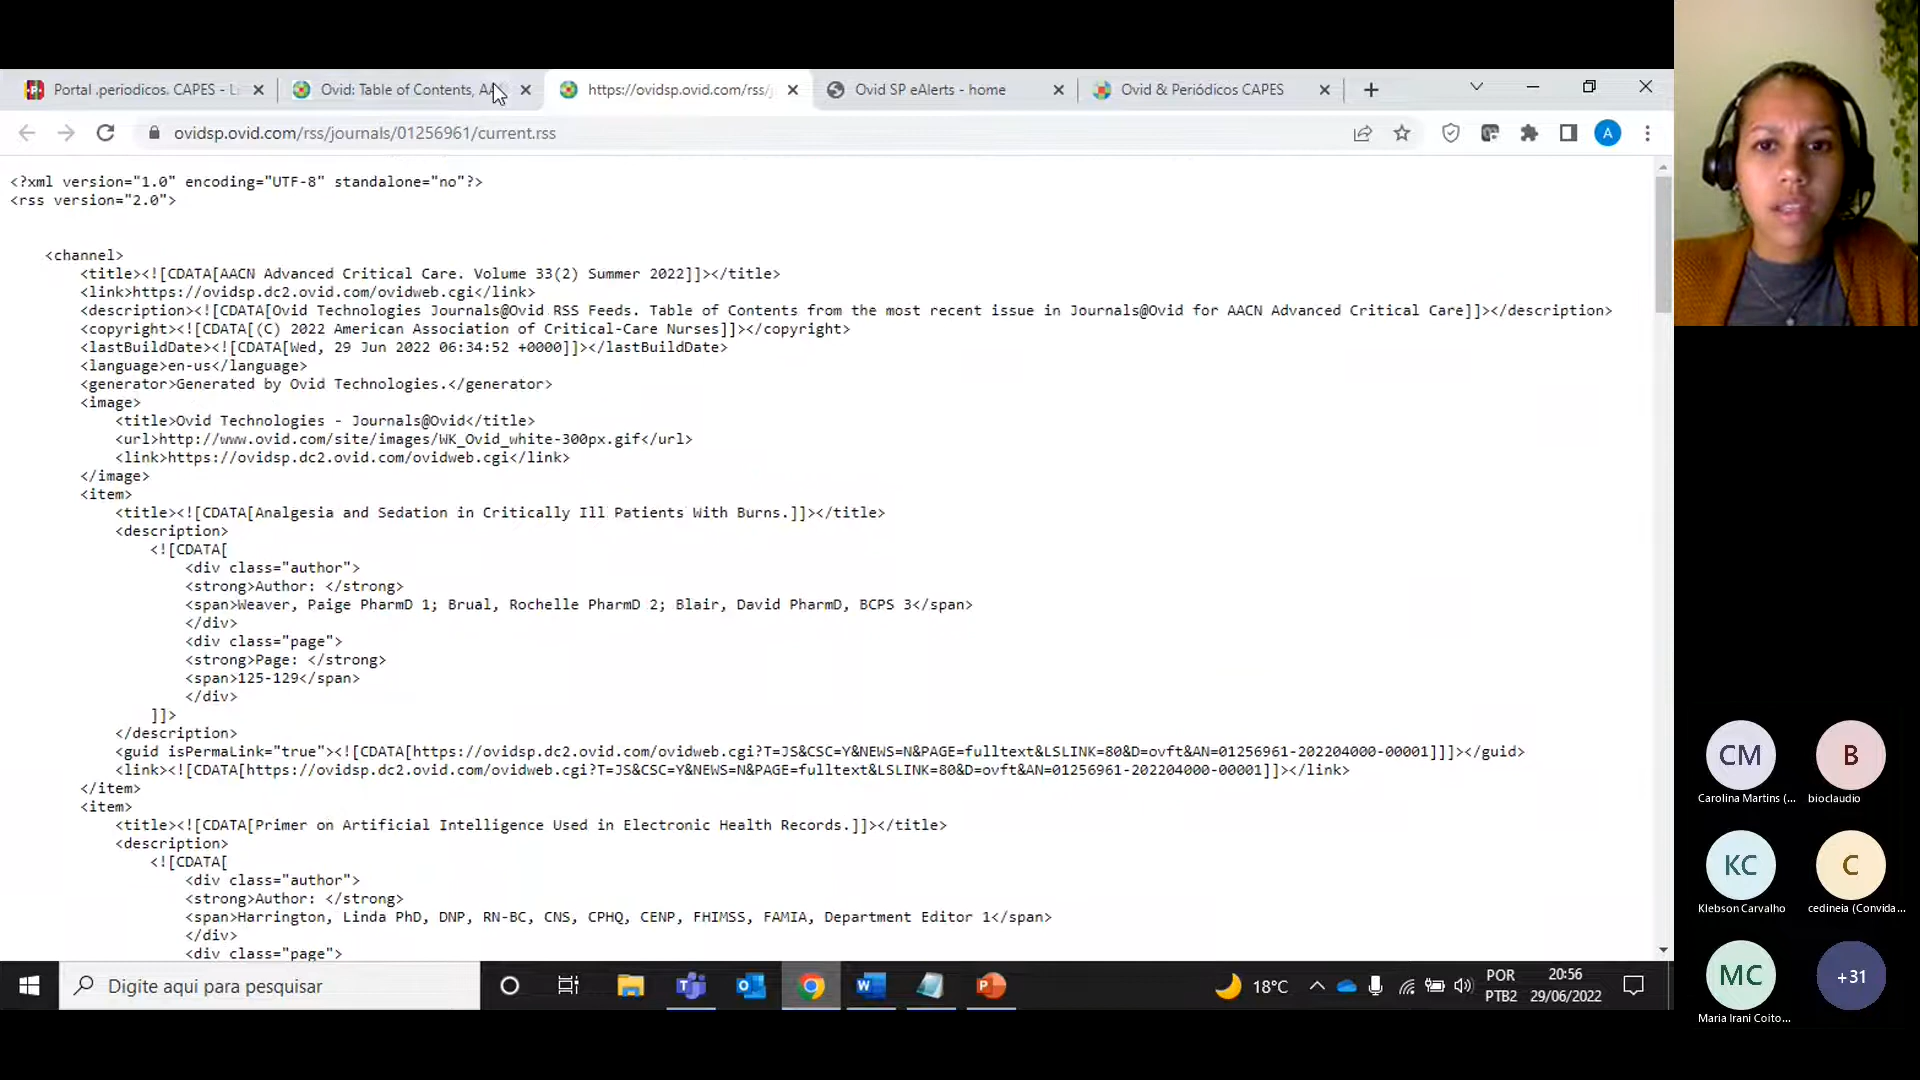 Portal .periodicos. CAPES - L
Ovid: Table of Contents, A
https://ovidsp.ovid.com/rss/j
Ovid SP eAlerts - home
Ovid & Periódicos CAPES
ovidsp.ovid.com/rss/journals/01256961/current.rss
A
<?xml version="1.0" encoding="UTF-8" standalone="no"?>
<rss version="2.0">
<channel>
<title><![CDATA[AACN Advanced Critical Care. Volume 33(2) Summer 2022]]></title>
<link>https://ovidsp.dc2.ovid.com/ovidweb.cgi</link>
<description><![CDATA[Ovid Technologies Journals@Ovid RSS Feeds. Table of Contents from the most recent issue in Journals@Ovid for AACN Advanced Critical Care]]></description>
<copyright><![CDATA[(C) 2022 American Association of Critical-Care Nurses]]></copyright>
<lastBuildDate><![CDATA[Wed, 29 Jun 2022 06:34:52 +0000]]></lastBuildDate>
<language>en-us</language>
<generator>Generated by Ovid Technologies.</generator>
<image>
<title>Ovid Technologies - Journals@Ovid</title>
<url>http://www.ovid.com/site/images/WK_Ovid_white-300px.gif</url>
<link>https://ovidsp.dc2.ovid.com/ovidweb.cgi</link>
</image>
<item>
<title><![CDATA[Analgesia and Sedation in Critically Ill Patients With Burns.]]></title>
<description>
<![CDATA[
<div class="author">
<strong>Author: </strong>
<span>Weaver, Paige PharmD 1; Brual, Rochelle PharmD 2; Blair, David PharmD, BCPS 3</span>
</div>
<div class="page">
<strong>Page: </strong>
<span>125-129</span>
</div>
]]>
</description>
<guid isPermaLink="true"><![CDATA[https://ovidsp.dc2.ovid.com/ovidweb.cgi?T=JS&CSC=Y&NEWS=N&PAGE=fulltext&LSLINK=80&D=ovft&AN=01256961-202204000-00001]]]></guid>
<link><![CDATA[https://ovidsp.dc2.ovid.com/ovidweb.cgi?T=JS&CSC=Y&NEWS=N&PAGE=fulltext&LSLINK=80&D=ovft&AN=01256961-202204000-00001]]></link>
</item>
<item>
<title><![CDATA[Primer on Artificial Intelligence Used in Electronic Health Records.]]></title>
<description>
<![CDATA[
<div class="author">
<strong>Author: </strong>
<span>Harrington, Linda PhD, DNP, RN-BC, CNS, CPHQ, CENP, FHIMSS, FAMIA, Department Editor 1</span>
</div>
<div class="page">
Digite aqui para pesquisar
18°C
POR
PTB2
20:56
29/06/2022
CM
Carolina Martins (...
B
bioclaudio
KC
Klebson Carvalho
C
cedineia (Convida...
MC
Maria Irani Coito...
+31